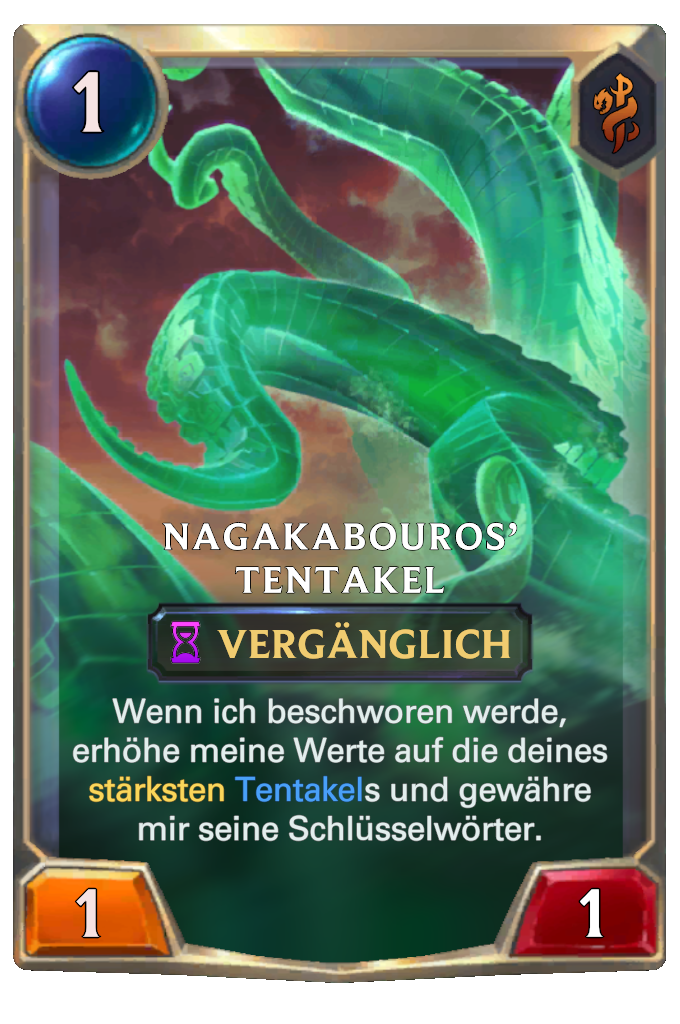 1
NAGAKABOUROS’
TENTAKEL
VERGÄNGLICH
Wenn ich beschworen werde,
erhöhe meine Werte auf die deines
stärksten Tentakels und gewähre
mir seine Schlüsselwörter.
1 1